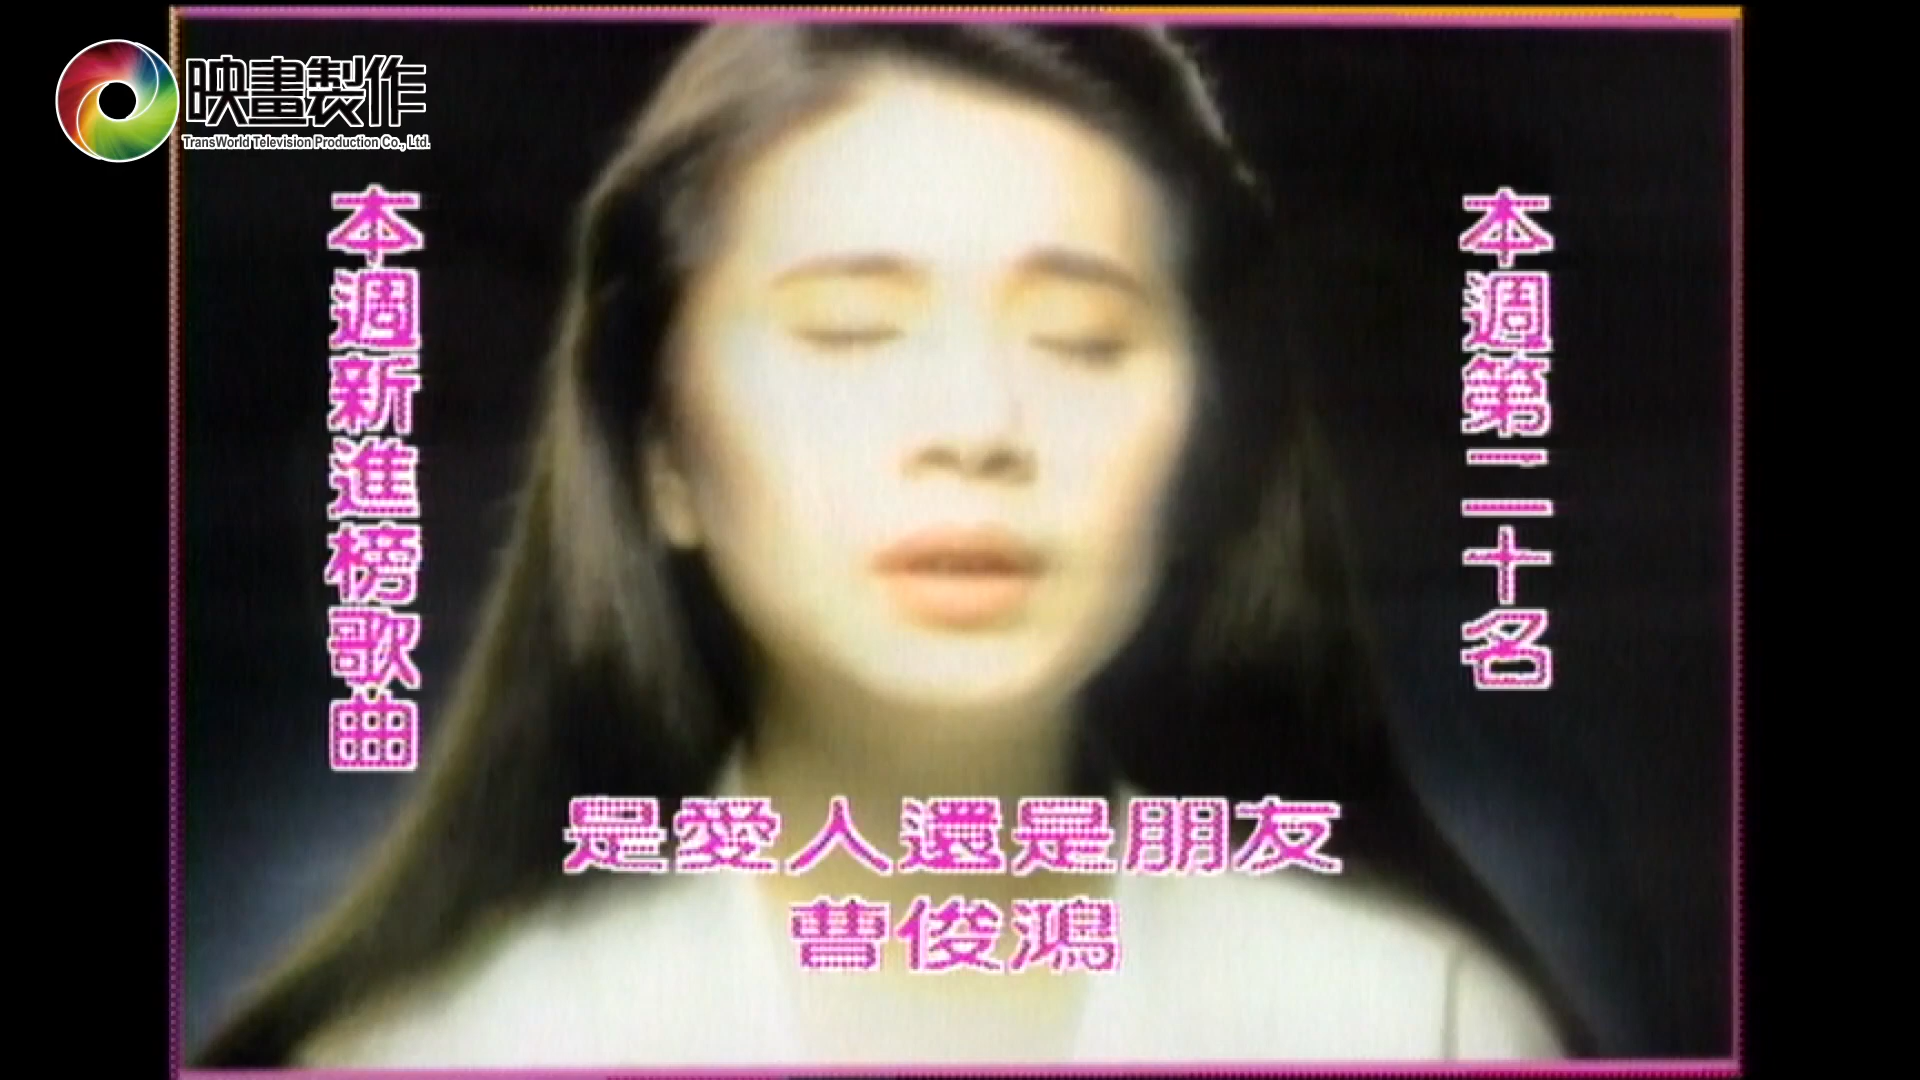 映畫製作
TransWorld Television Production Co., Ltd.
本週新進榜歌曲
本週第二十名
是愛人還是朋友
曹俊鴻